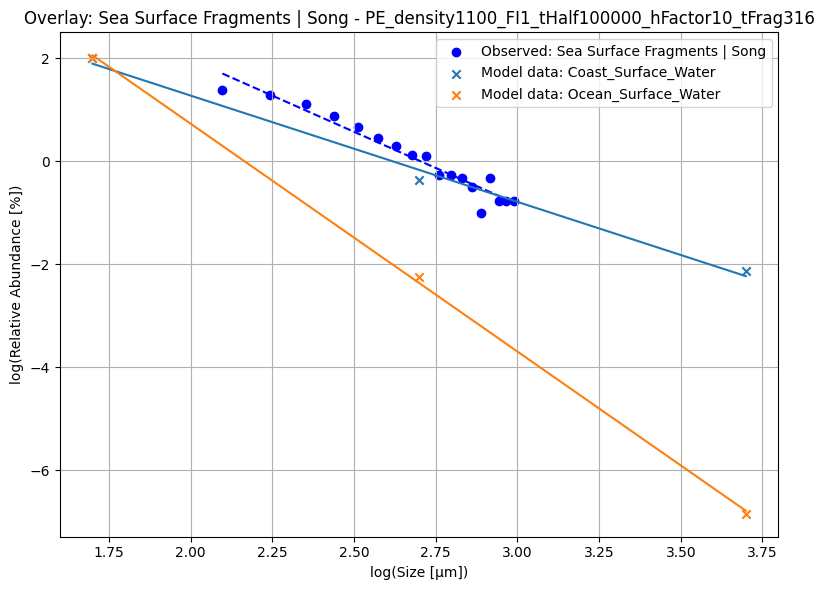 Overlay: Sea Surface Fragments | Song - PE_density1100_FI1_tHalf100000_hFactor10_tFrag316
Observed: Sea Surface Fragments | Song
Model data: Coast_Surface_Water
Model data: Ocean_Surface_Water
log(Relative Abundance [%])
2
0
−2
−4
−6
1.75
2.00
2.25
2.50
2.75
3.00
3.25
3.50
3.75
log(Size [µm])